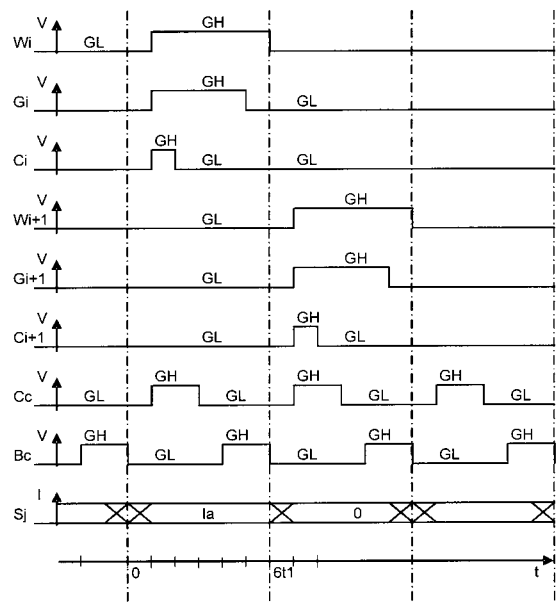 V
Wi GL GH
V
Gi GH GL
V
Ci GH GL GL
V
Wi+1 GL GH
V
Gi+1 GL GH
V
Ci+1 GL GH GL
V
Cc GL GH GL GH GL GH GL
V
Bc GH GL GH GL GH GL GH
I
Sj Ia 0
0 6t1 t